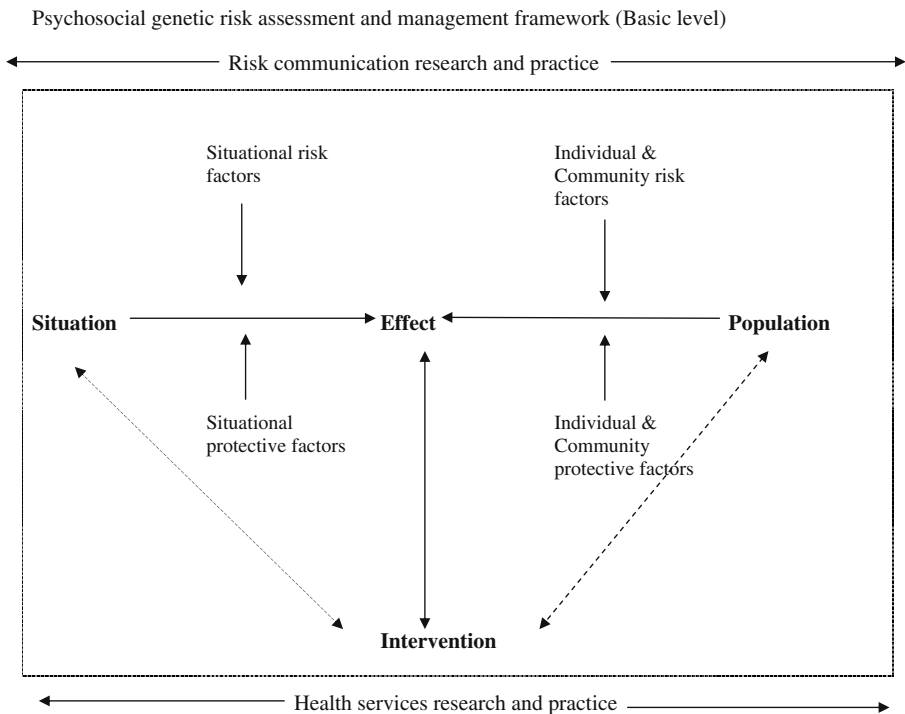 Psychosocial genetic risk assessment and management framework (Basic level)
Risk communication research and practice
Situational risk
factors
Individual &
Community risk
factors
Situation
Effect
Population
Situational
protective factors
Individual &
Community
protective factors
Intervention
Health services research and practice